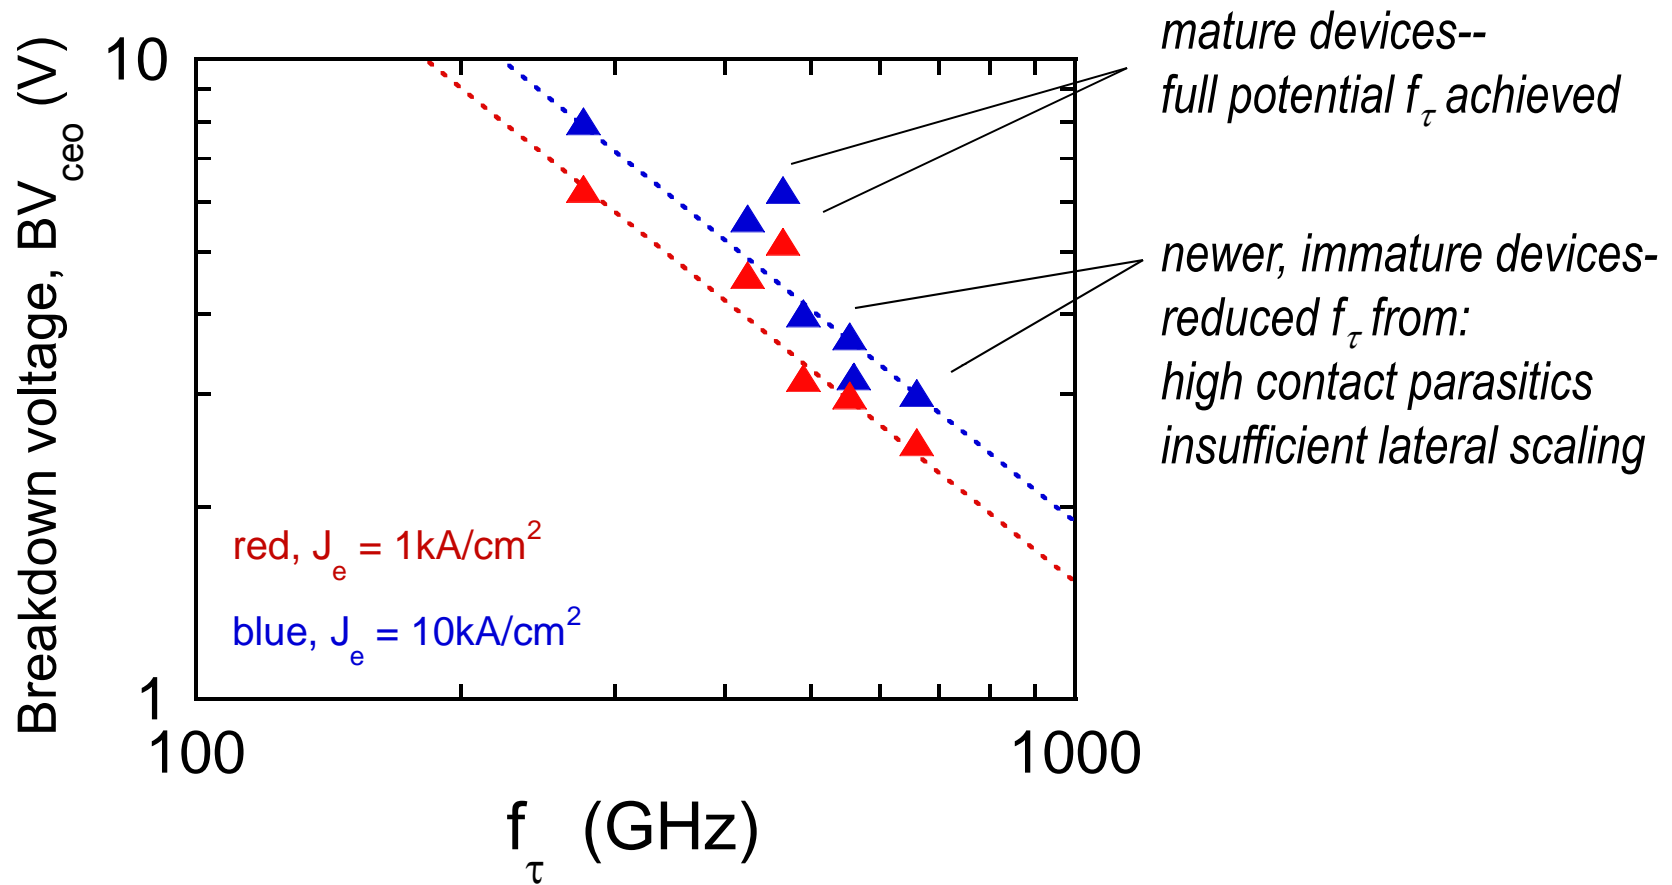 mature devices--
full potential fτ achieved
newer, immature devices-
reduced fτ from:
high contact parasitics
insufficient lateral scaling
Breakdown voltage, BVceo (V)
10
1
red, Je = 1kA/cm2
blue, Je = 10kA/cm2
100
1000
fτ (GHz)